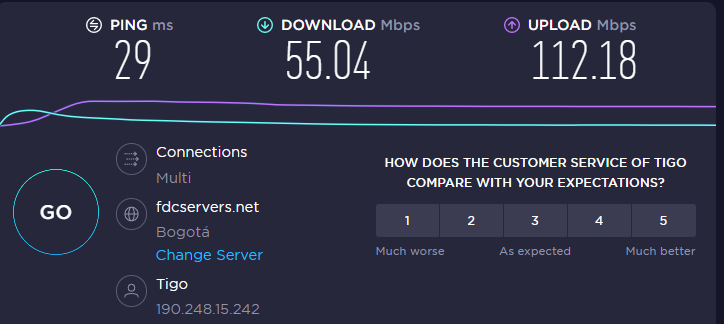 PING ms
29
DOWNLOAD Mbps
55.04
UPLOAD Mbps
112.18
GO
Connections
Multi
fdcservers.net
Bogotá
Change Server
Tigo
190.248.15.242
HOW DOES THE CUSTOMER SERVICE OF TIGO
COMPARE WITH YOUR EXPECTATIONS?
1 2 3 4 5
Much worse As expected Much better